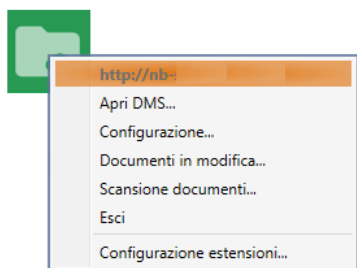 http://nb-
Apri DMS...
Configurazione...
Documenti in modifica...
Scansione documenti...
Esci
Configurazione estensioni...